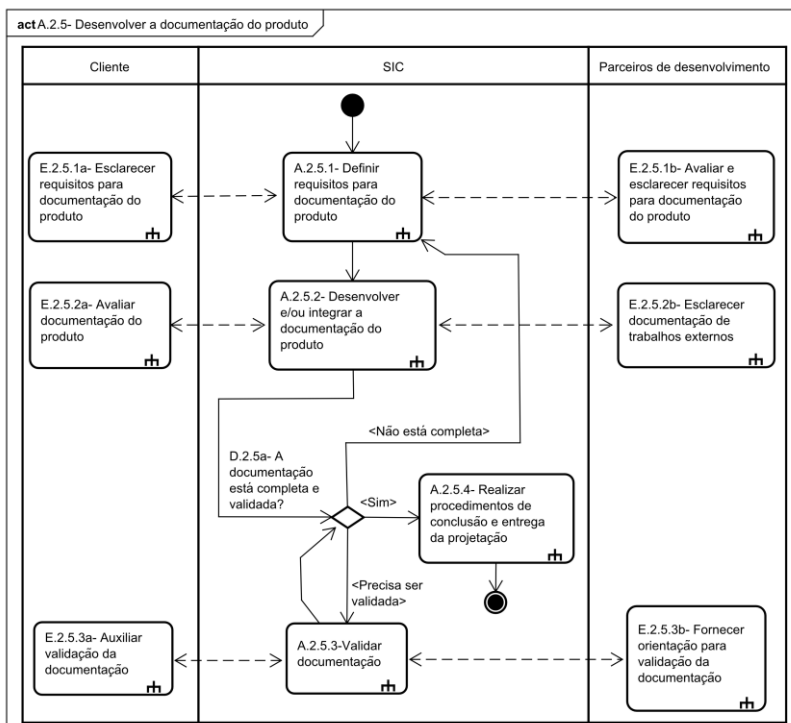 act A.2.5- Desenvolver a documentação do produto
Cliente
SIC
Parceiros de desenvolvimento
E.2.5.1a- Esclarecer
requisitos para
documentação do
produto
A.2.5.1- Definir
requisitos para
documentação do
produto
E.2.5.1b- Avaliar e
esclarecer requisitos
para documentação
do produto
E.2.5.2a- Avaliar
documentação do
produto
A.2.5.2- Desenvolver
e/ou integrar a
documentação do
produto
E.2.5.2b- Esclarecer
documentação de
trabalhos externos
<Não está completa>
D.2.5a- A
documentação
está completa e
validada?
<Sim>
A.2.5.4- Realizar
procedimentos de
conclusão e entrega
da projetação
<Precisa ser
validada>
E.2.5.3a- Auxiliar
validação da
documentação
A.2.5.3-Validar
documentação
E.2.5.3b- Fornecer
orientação para
validação da
documentação